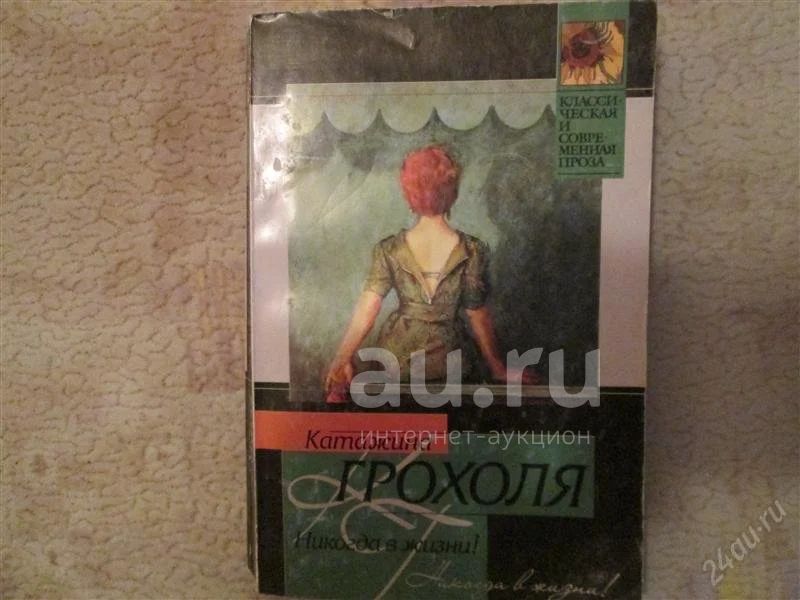 КЛАССИ-
ЧЕСКАЯ
И
СОВРЕ-
МЕННАЯ
ПРОЗА
au.ru
интернет-аукцион
Катажина
ГРОХОЛЯ
Никогда в жизни!
Никогда в жизни!
24au.ru